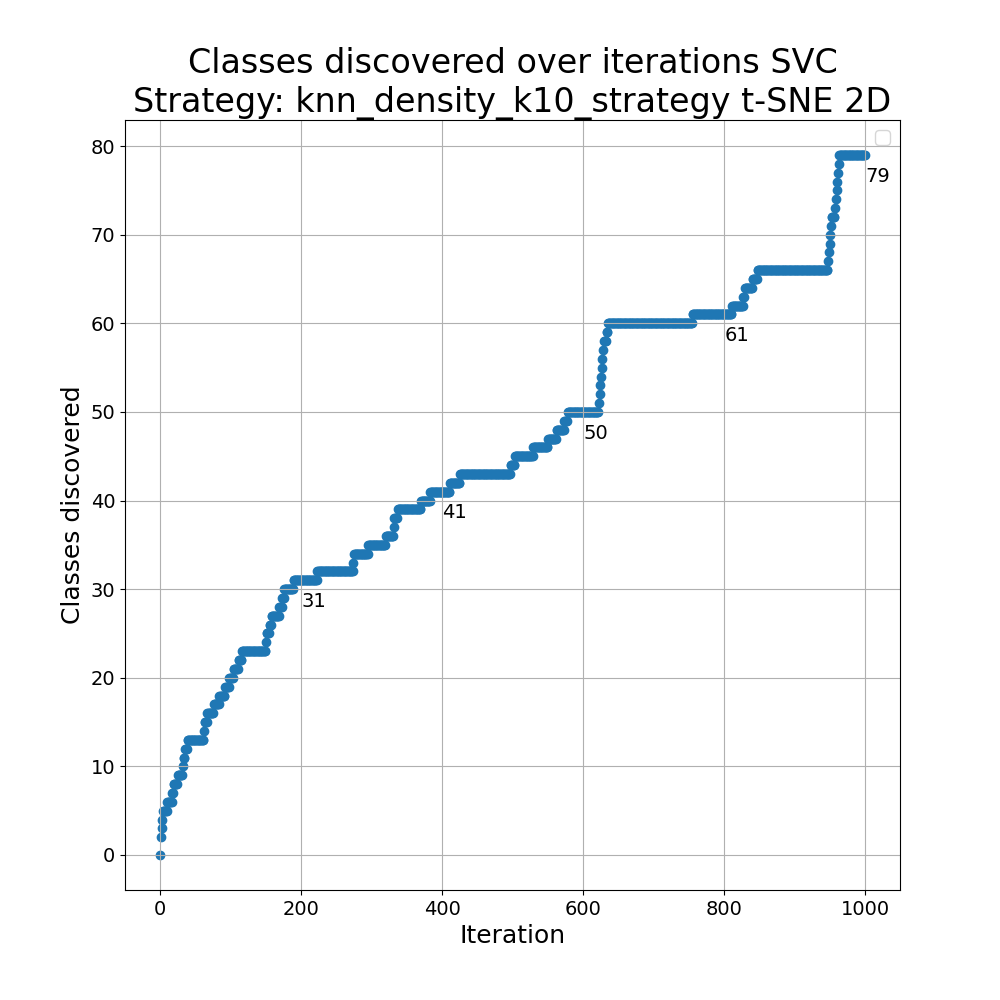 Classes discovered over iterations SVC
Strategy: knn_density_k10_strategy t-SNE 2D
80
70
60
50
40
30
20
10
0
Classes discovered
79
61
50
41
31
0 200 400 600 800 1000
Iteration